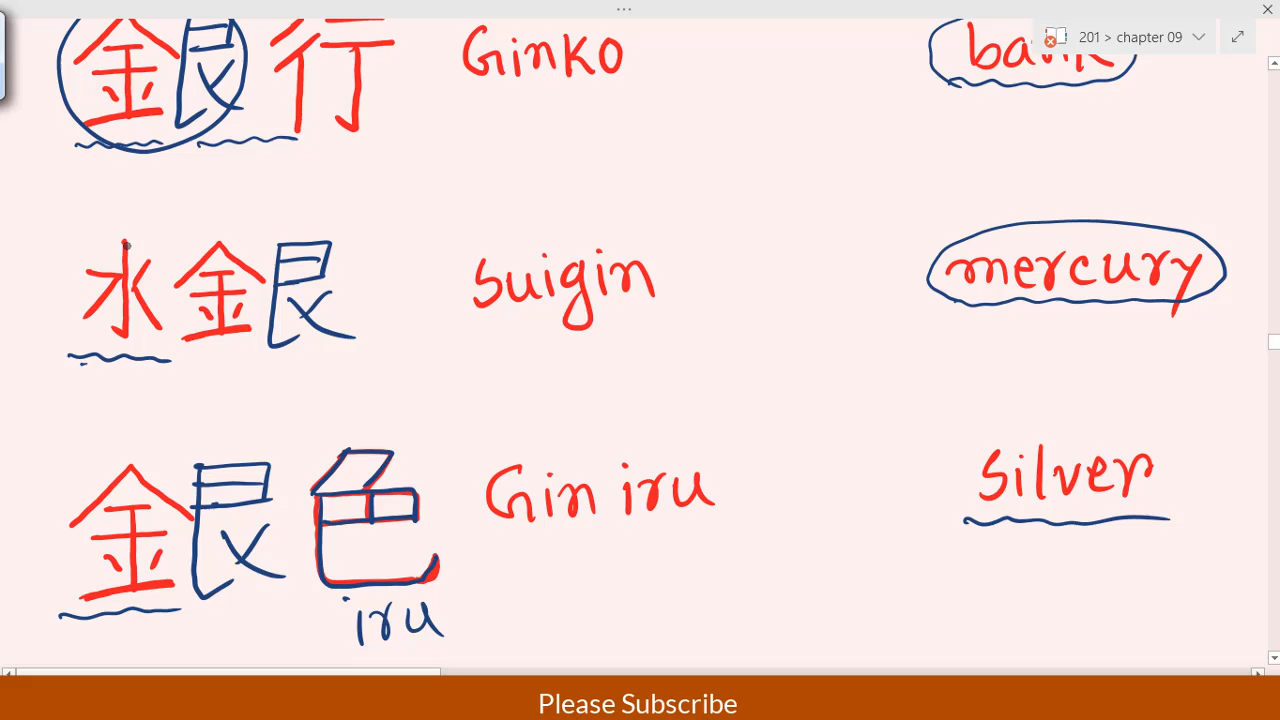 201 > chapter 09
銀行 Ginko bank
水銀 suigin mercury
銀色 Gin iru silver
iru
Please Subscribe